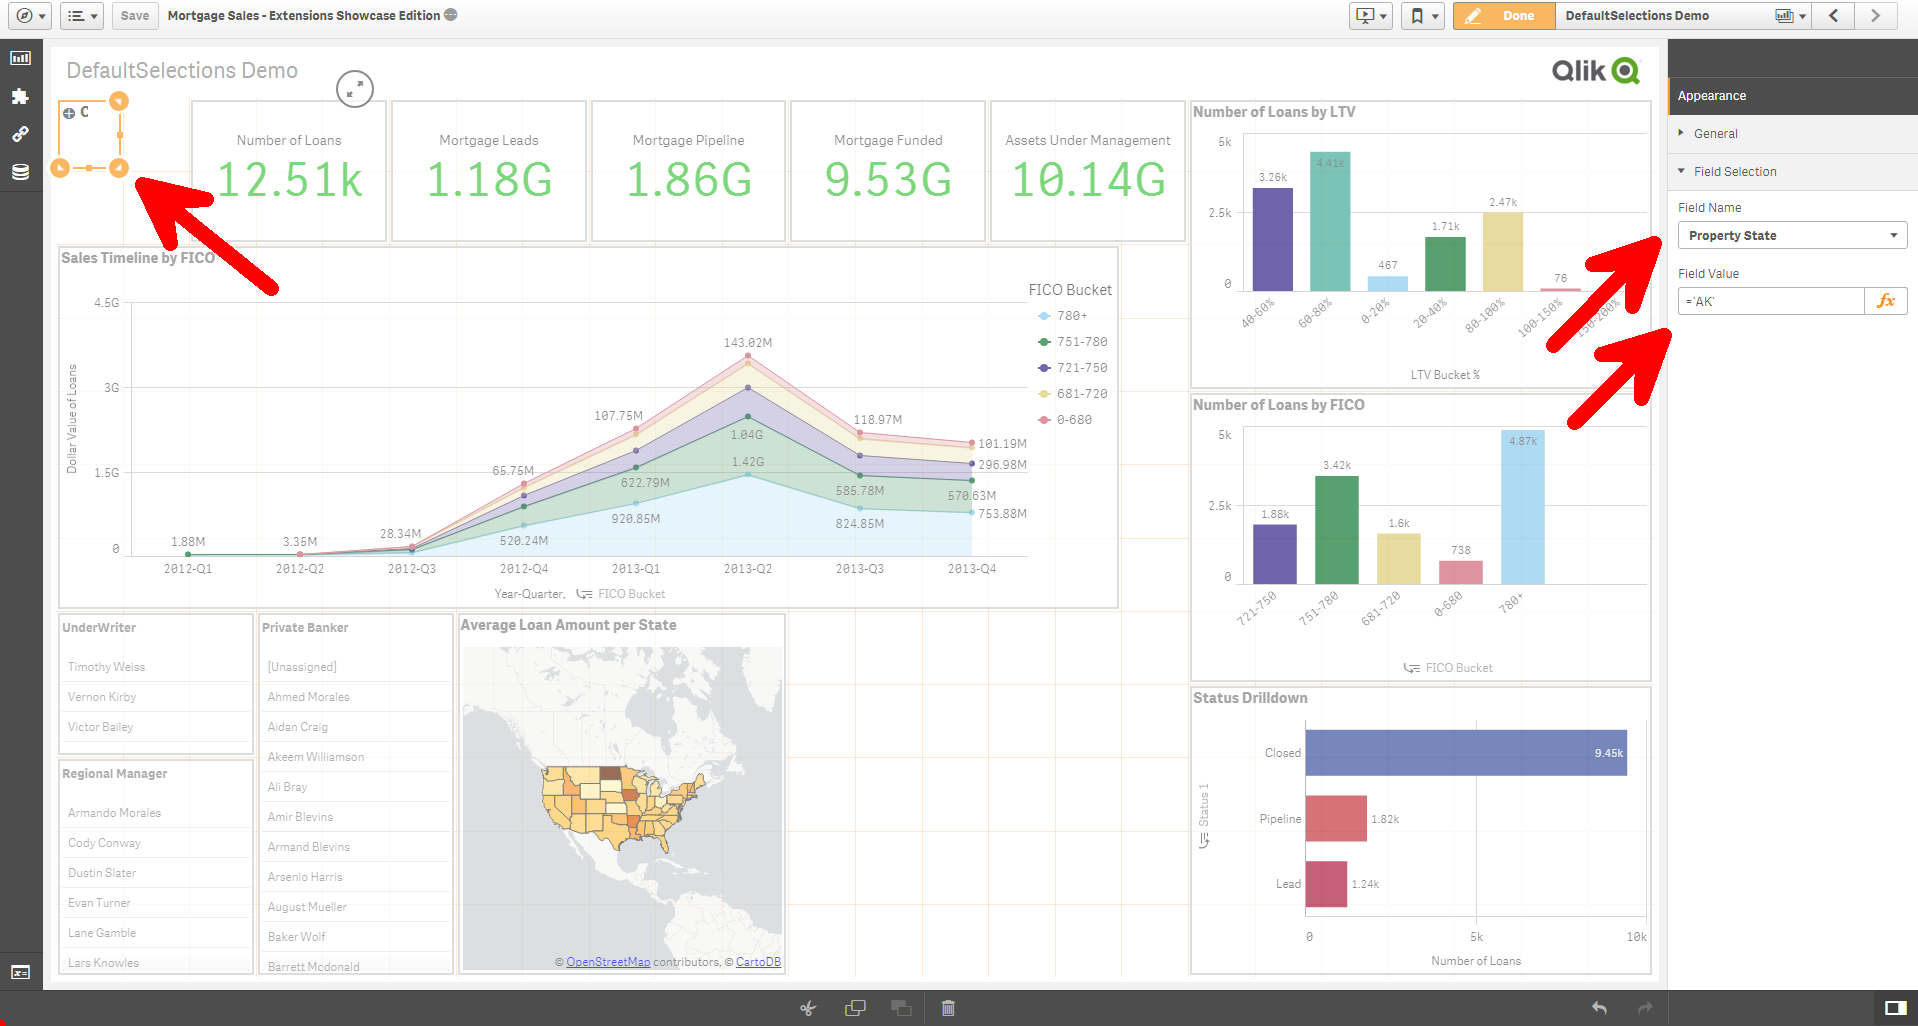 Save
Mortgage Sales - Extensions Showcase Edition
Done
DefaultSelections Demo
DefaultSelections Demo
Qlik
Number of Loans
12.51k
Mortgage Leads
1.18G
Mortgage Pipeline
1.86G
Mortgage Funded
9.53G
Assets Under Management
10.14G
Sales Timeline by FICO
Dollar Value of Loans
4.5G
3G
1.5G
0
1.88M
3.35M
28.34M
65.75M
107.75M
143.02M
118.97M
101.19M
1.04G
296.98M
1.42G
622.79M
585.78M
570.63M
920.85M
824.85M
753.88M
520.24M
2012-Q1
2012-Q2
2012-Q3
2012-Q4
2013-Q1
2013-Q2
2013-Q3
2013-Q4
Year-Quarter,
FICO Bucket
FICO Bucket
780+
751-780
721-750
681-720
0-680
Number of Loans by LTV
5k
2.5k
0
3.26k
4.41k
467
1.71k
2.47k
76
40-60%
60-80%
0-20%
20-40%
80-100%
100-150%
150-200%
LTV Bucket %
Number of Loans by FICO
5k
2.5k
0
1.88k
3.42k
1.6k
738
4.87k
721-750
751-780
681-720
0-680
780+
FICO Bucket
Status Drilldown
Status 1
Closed
9.45k
Pipeline
1.82k
Lead
1.24k
0
5k
10k
Number of Loans
UnderWriter
Timothy Weiss
Vernon Kirby
Victor Bailey
Regional Manager
Armando Morales
Cody Conway
Dustin Slater
Evan Turner
Lane Gamble
Lars Knowles
Private Banker
[Unassigned]
Ahmed Morales
Aidan Craig
Akeem Williamson
Ali Bray
Amir Blevins
Armand Blevins
Arsenio Harris
August Mueller
Baker Wolf
Barrett Mcdonald
Average Loan Amount per State
© OpenStreetMap contributors, © CartoDB
Appearance
General
Field Selection
Field Name
Property State
Field Value
='AK'
fx